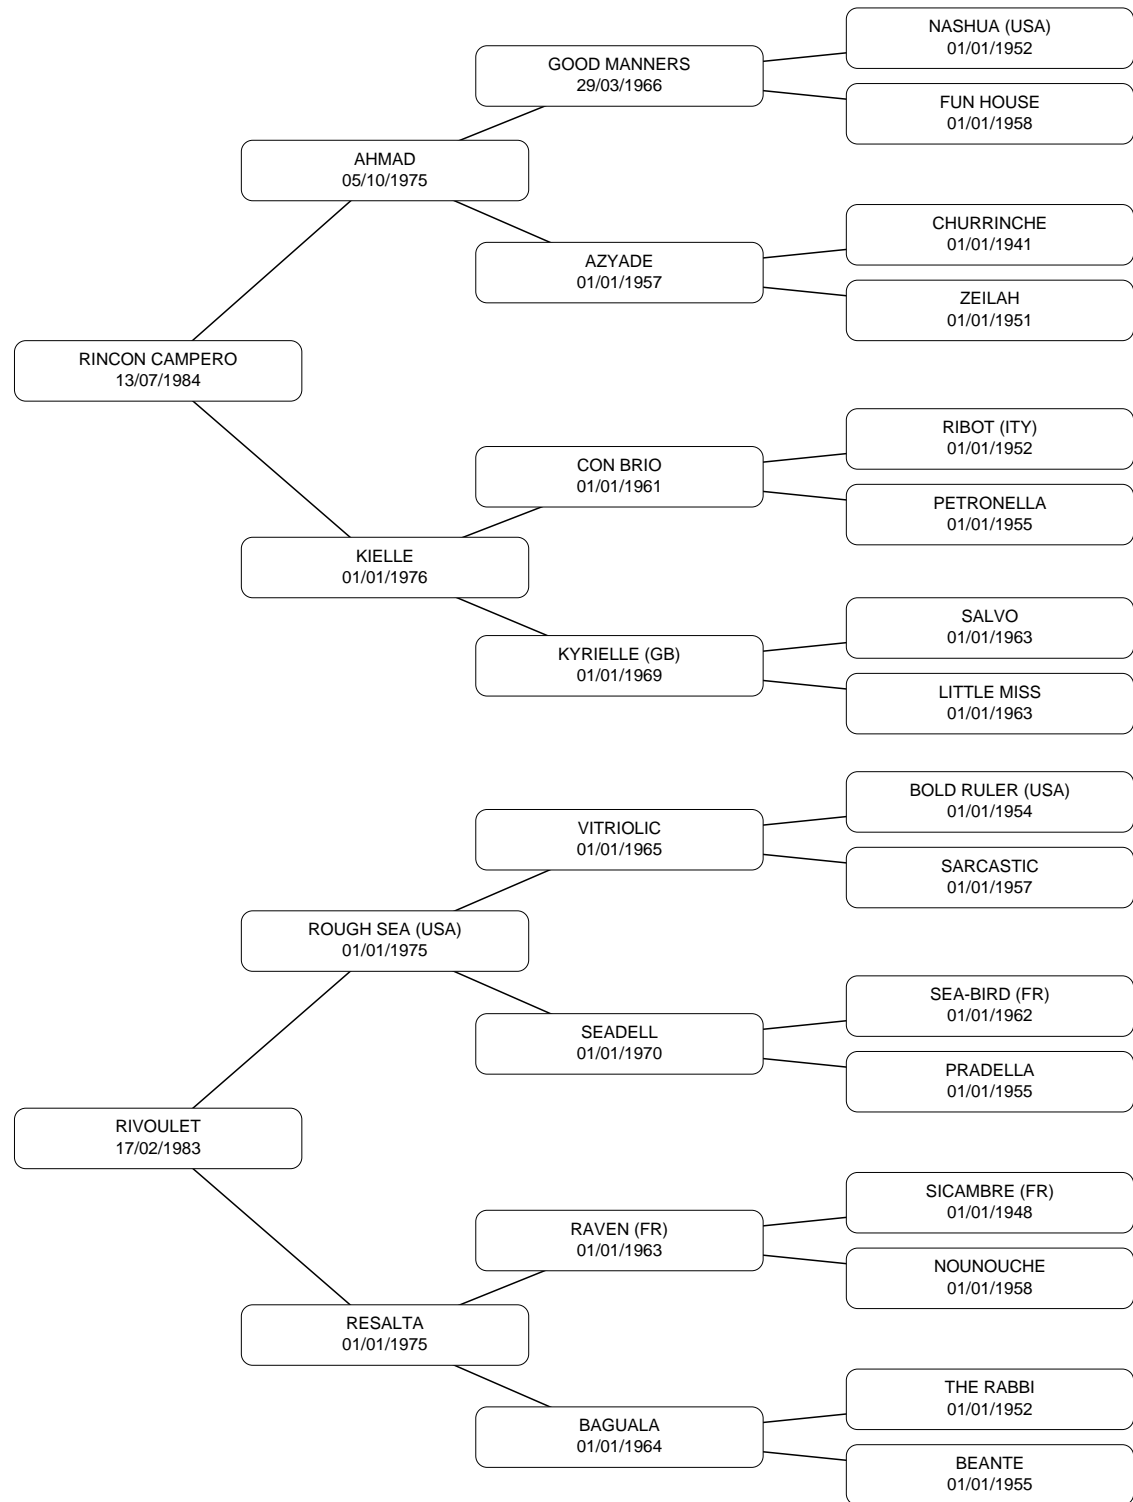 NASHUA (USA)
01/01/1952
GOOD MANNERS
29/03/1966
FUN HOUSE
01/01/1958
AHMAD
05/10/1975
CHURRINCHE
01/01/1941
AZYADE
01/01/1957
ZEILAH
01/01/1951
RINCON CAMPERO
13/07/1984
RIBOT (ITY)
01/01/1952
CON BRIO
01/01/1961
PETRONELLA
01/01/1955
KIELLE
01/01/1976
SALVO
01/01/1963
KYRIELLE (GB)
01/01/1969
LITTLE MISS
01/01/1963
BOLD RULER (USA)
01/01/1954
VITRIOLIC
01/01/1965
SARCASTIC
01/01/1957
ROUGH SEA (USA)
01/01/1975
SEA-BIRD (FR)
01/01/1962
SEADELL
01/01/1970
PRADELLA
01/01/1955
RIVOULET
17/02/1983
SICAMBRE (FR)
01/01/1948
RAVEN (FR)
01/01/1963
NOUNOUCHE
01/01/1958
RESALTA
01/01/1975
THE RABBI
01/01/1952
BAGUALA
01/01/1964
BEANTE
01/01/1955